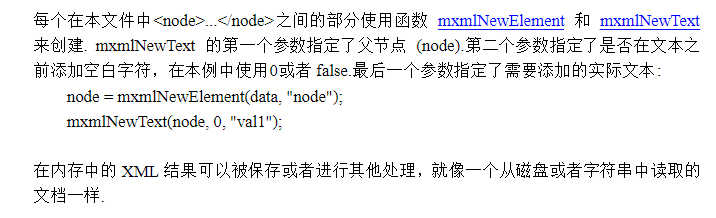 每个在本文件中<node>...</node>之间的部分使用函数 mxmlNewElement 和 mxmlNewText
来创建. mxmlNewText 的第一个参数指定了父节点 (node).第二个参数指定了是否在文本之
前添加空白字符，在本例中使用0或者 false.最后一个参数指定了需要添加的实际文本:
node = mxmlNewElement(data, "node");
mxmlNewText(node, 0, "val1");
在内存中的 XML 结果可以被保存或者进行其他处理，就像一个从磁盘或者字符串中读取的
文档一样.